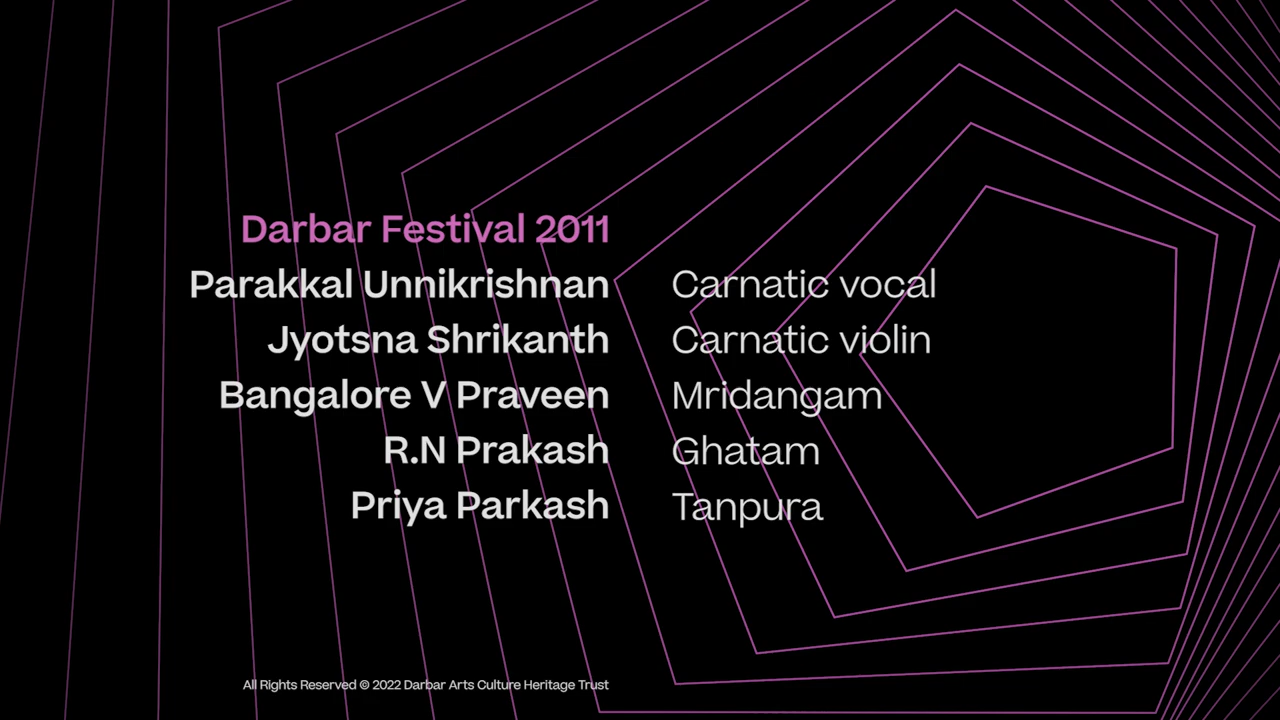 Darbar Festival 2011
Parakkal Unnikrishnan Carnatic vocal
Jyotsna Shrikanth Carnatic violin
Bangalore V Praveen Mridangam
R.N Prakash Ghatam
Priya Parkash Tanpura
All Rights Reserved © 2022 Darbar Arts Culture Heritage Trust